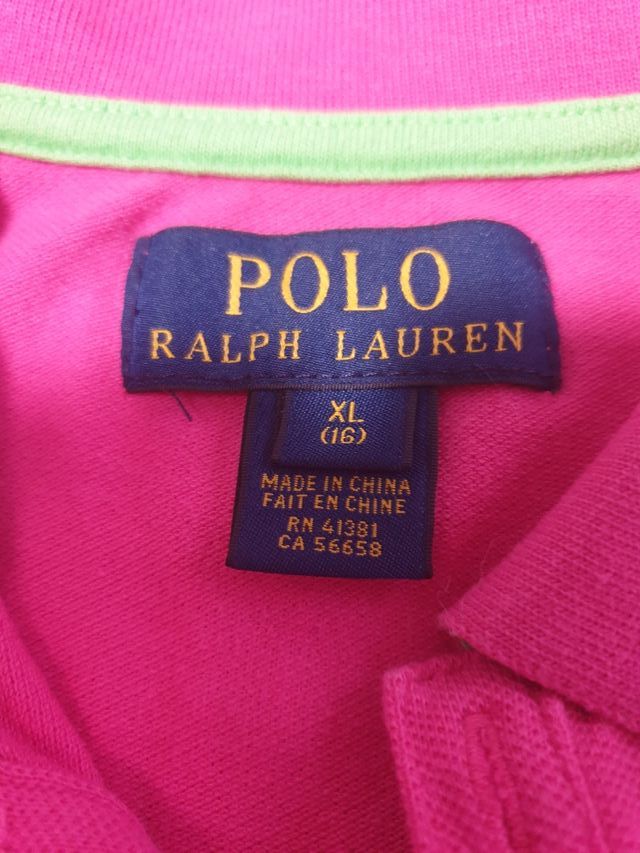 POLO
RALPH LAUREN
XL
(16)
MADE IN CHINA
FAIT EN CHINE
RN 41381
CA 56658